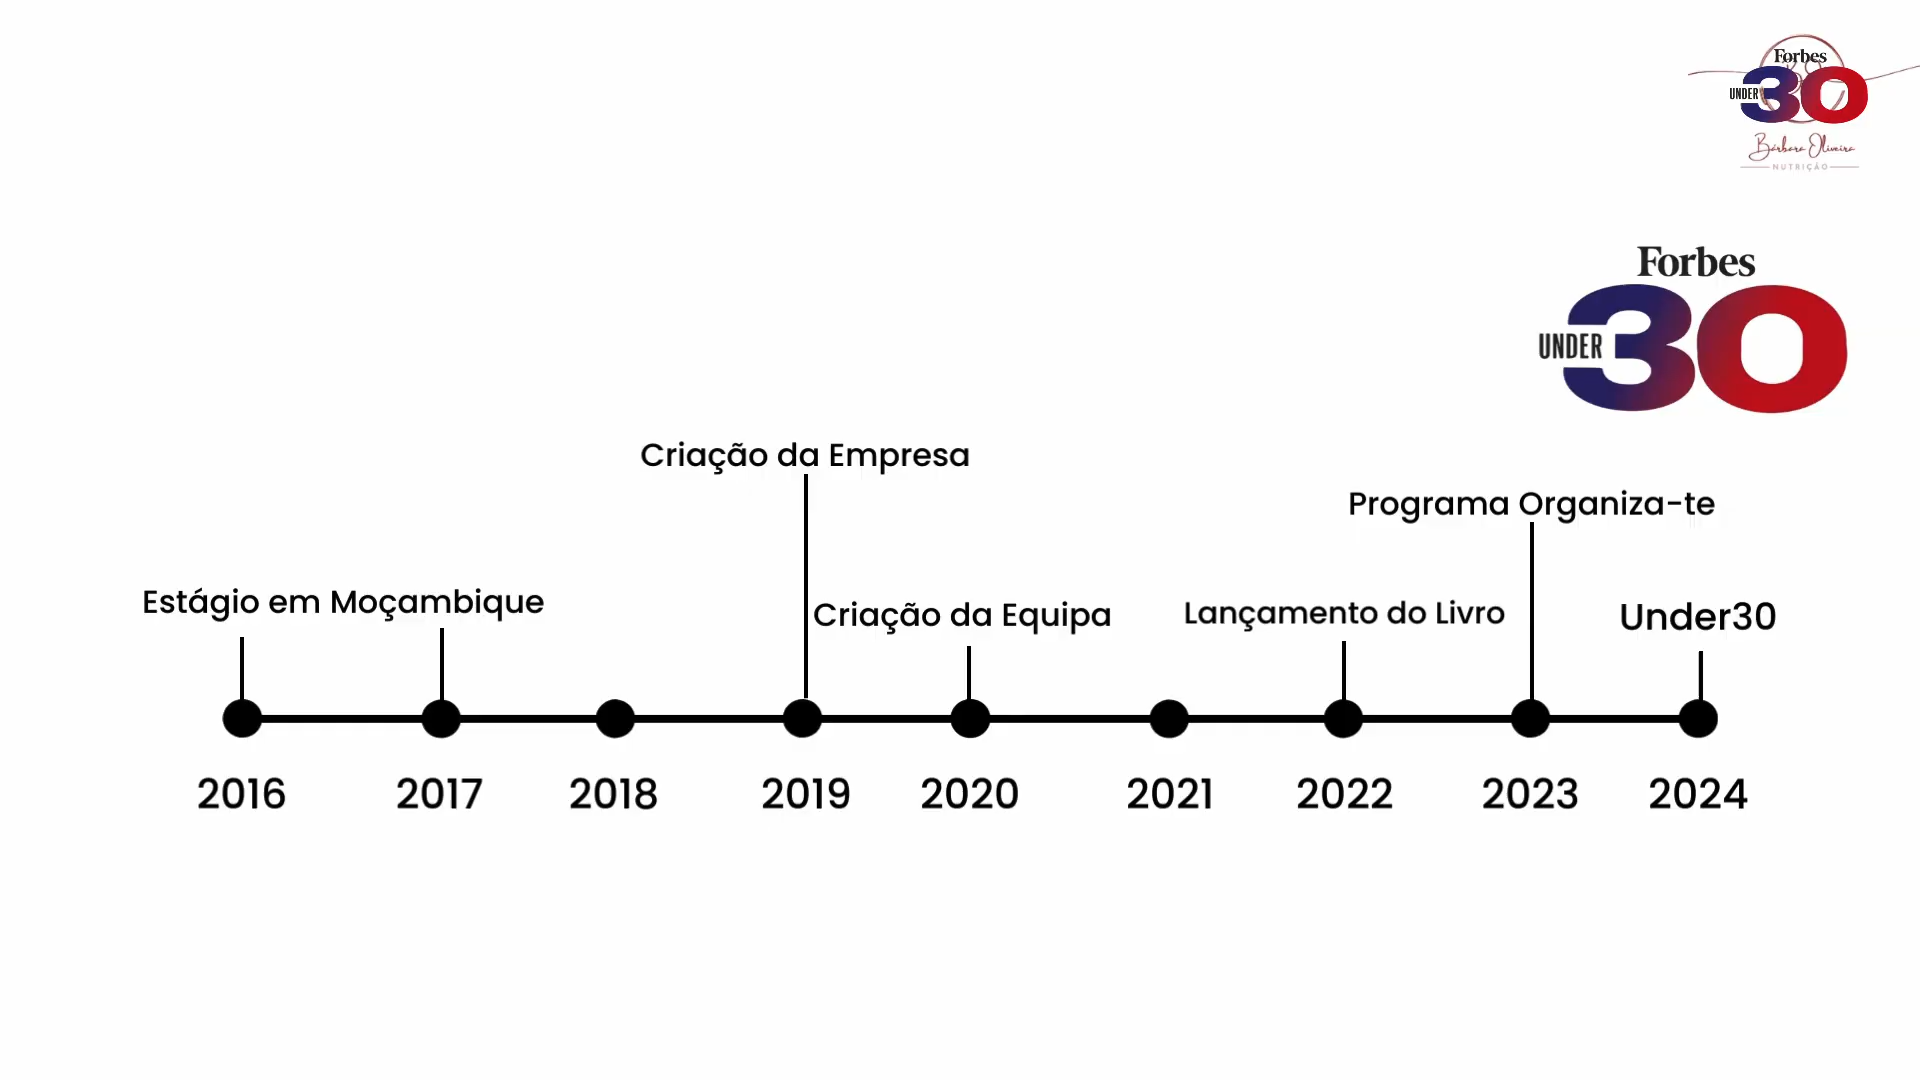 Forbes
UNDER 30
Bárbara Oliveira
NUTRIÇÃO
Forbes
UNDER 30
Criação da Empresa
Programa Organiza-te
Estágio em Moçambique
Criação da Equipa
Lançamento do Livro
Under30
2016 2017 2018 2019 2020 2021 2022 2023 2024